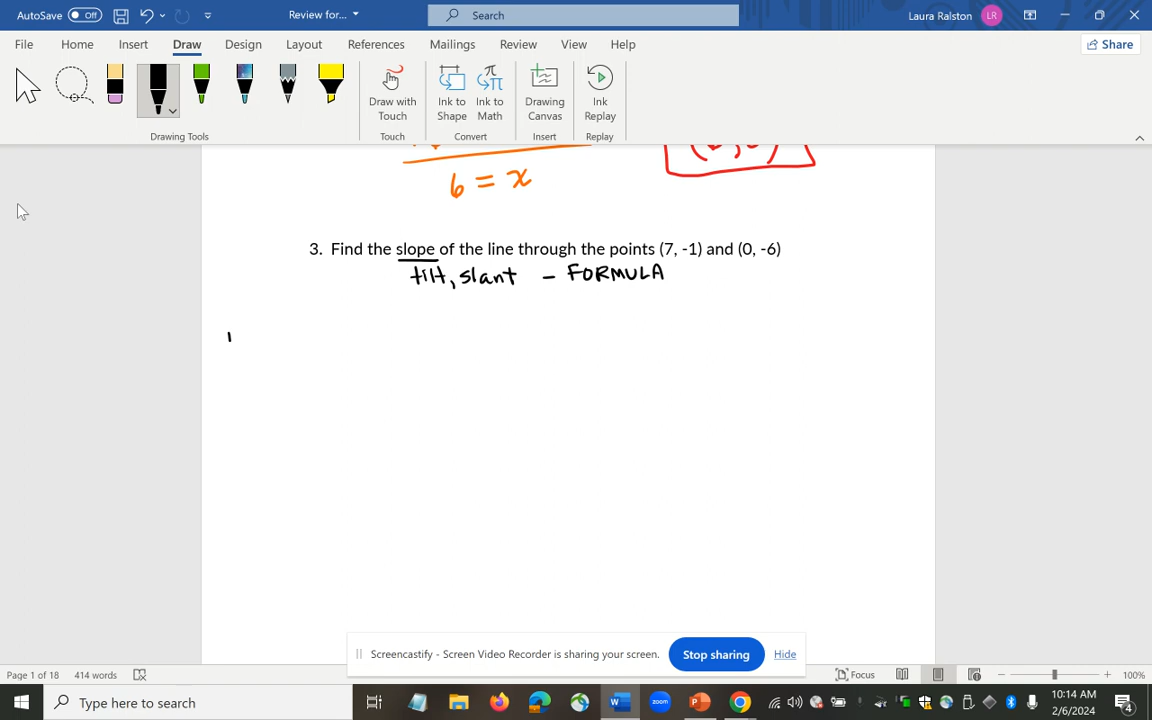 AutoSave Off Review for... Search Laura Ralston LR
File Home Insert Draw Design Layout References Mailings Review View Help Share
Draw with Touch Ink to Shape Ink to Math Drawing Canvas Ink Replay
Drawing Tools Touch Convert Insert Replay
6 = x
3. Find the slope of the line through the points (7, -1) and (0, -6)
tilt, slant - FORMULA
Screencastify - Screen Video Recorder is sharing your screen. Stop sharing Hide
Page 1 of 18 414 words Focus 100%
Type here to search zoom 10:14 AM
2/6/2024 4